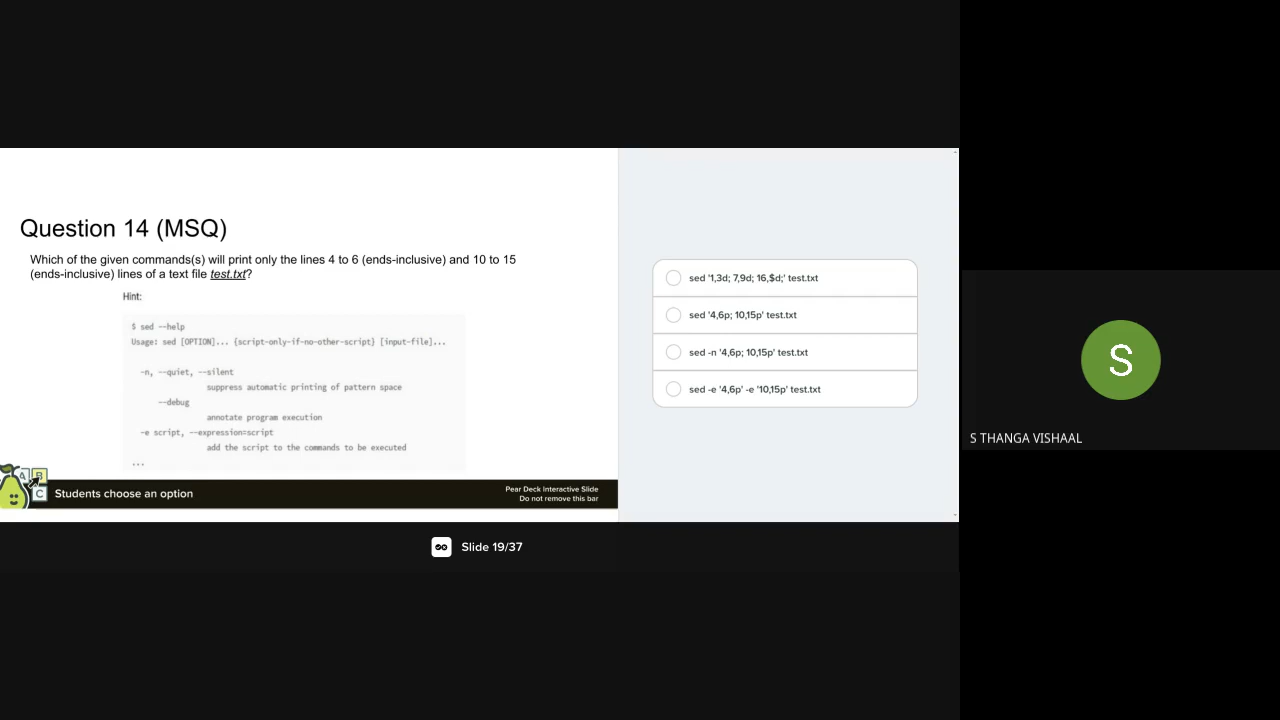 Question 14 (MSQ)
Which of the given commands(s) will print only the lines 4 to 6 (ends-inclusive) and 10 to 15
(ends-inclusive) lines of a text file test.txt?
Hint:
$ sed --help
Usage: sed [OPTION]... {script-only-if-no-other-script} [input-file]...
-n, --quiet, --silent
suppress automatic printing of pattern space
--debug
annotate program execution
-e script, --expression=script
add the script to the commands to be executed
...
A B
C
Students choose an option
Pear Deck Interactive Slide
Do not remove this bar
sed '1,3d; 7,9d; 16,$d;' test.txt
sed '4,6p; 10,15p' test.txt
sed -n '4,6p; 10,15p' test.txt
sed -e '4,6p' -e '10,15p' test.txt
Slide 19/37
S
S THANGA VISHAAL